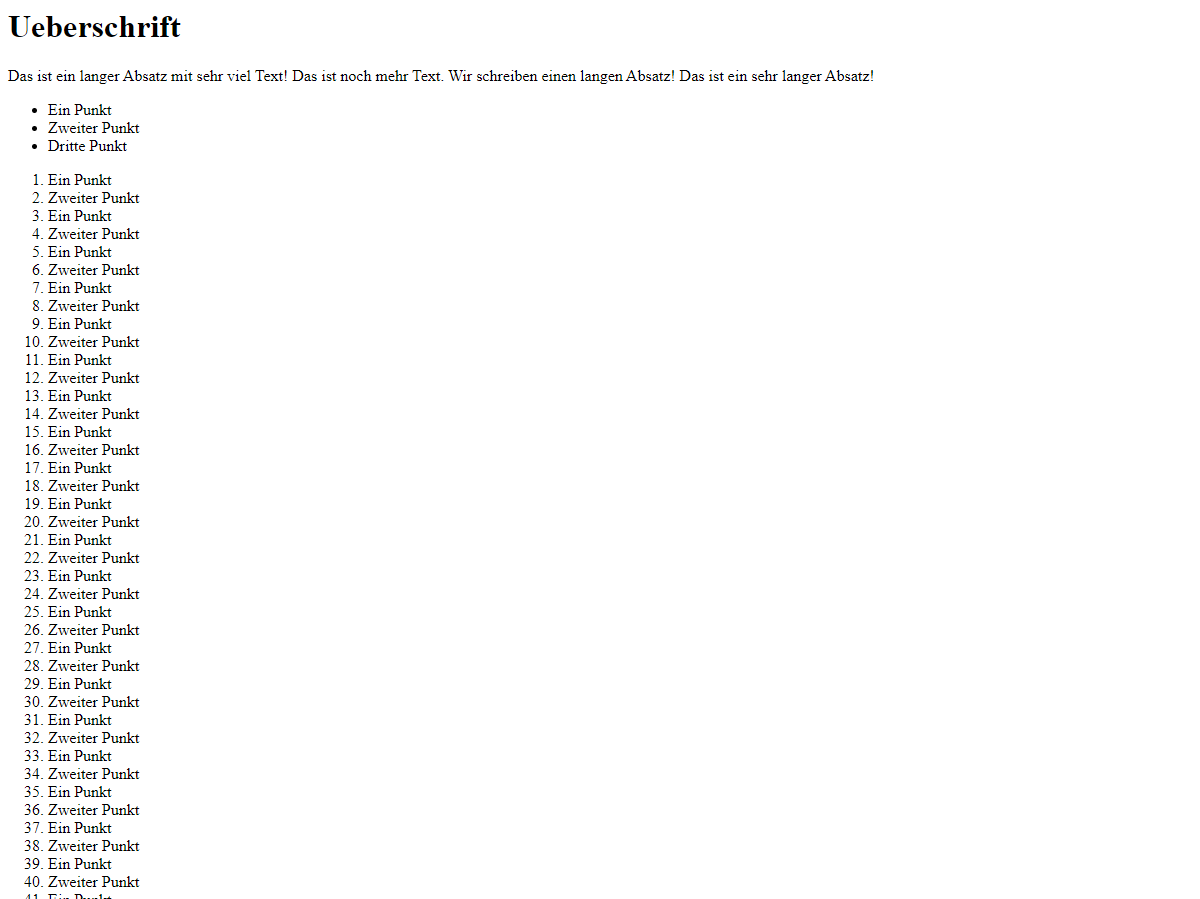 Ueberschrift
Das ist ein langer Absatz mit sehr viel Text! Das ist noch mehr Text. Wir schreiben einen langen Absatz! Das ist ein sehr langer Absatz!
• Ein Punkt
• Zweiter Punkt
• Dritte Punkt
1. Ein Punkt
2. Zweiter Punkt
3. Ein Punkt
4. Zweiter Punkt
5. Ein Punkt
6. Zweiter Punkt
7. Ein Punkt
8. Zweiter Punkt
9. Ein Punkt
10. Zweiter Punkt
11. Ein Punkt
12. Zweiter Punkt
13. Ein Punkt
14. Zweiter Punkt
15. Ein Punkt
16. Zweiter Punkt
17. Ein Punkt
18. Zweiter Punkt
19. Ein Punkt
20. Zweiter Punkt
21. Ein Punkt
22. Zweiter Punkt
23. Ein Punkt
24. Zweiter Punkt
25. Ein Punkt
26. Zweiter Punkt
27. Ein Punkt
28. Zweiter Punkt
29. Ein Punkt
30. Zweiter Punkt
31. Ein Punkt
32. Zweiter Punkt
33. Ein Punkt
34. Zweiter Punkt
35. Ein Punkt
36. Zweiter Punkt
37. Ein Punkt
38. Zweiter Punkt
39. Ein Punkt
40. Zweiter Punkt
41. Ein Punkt